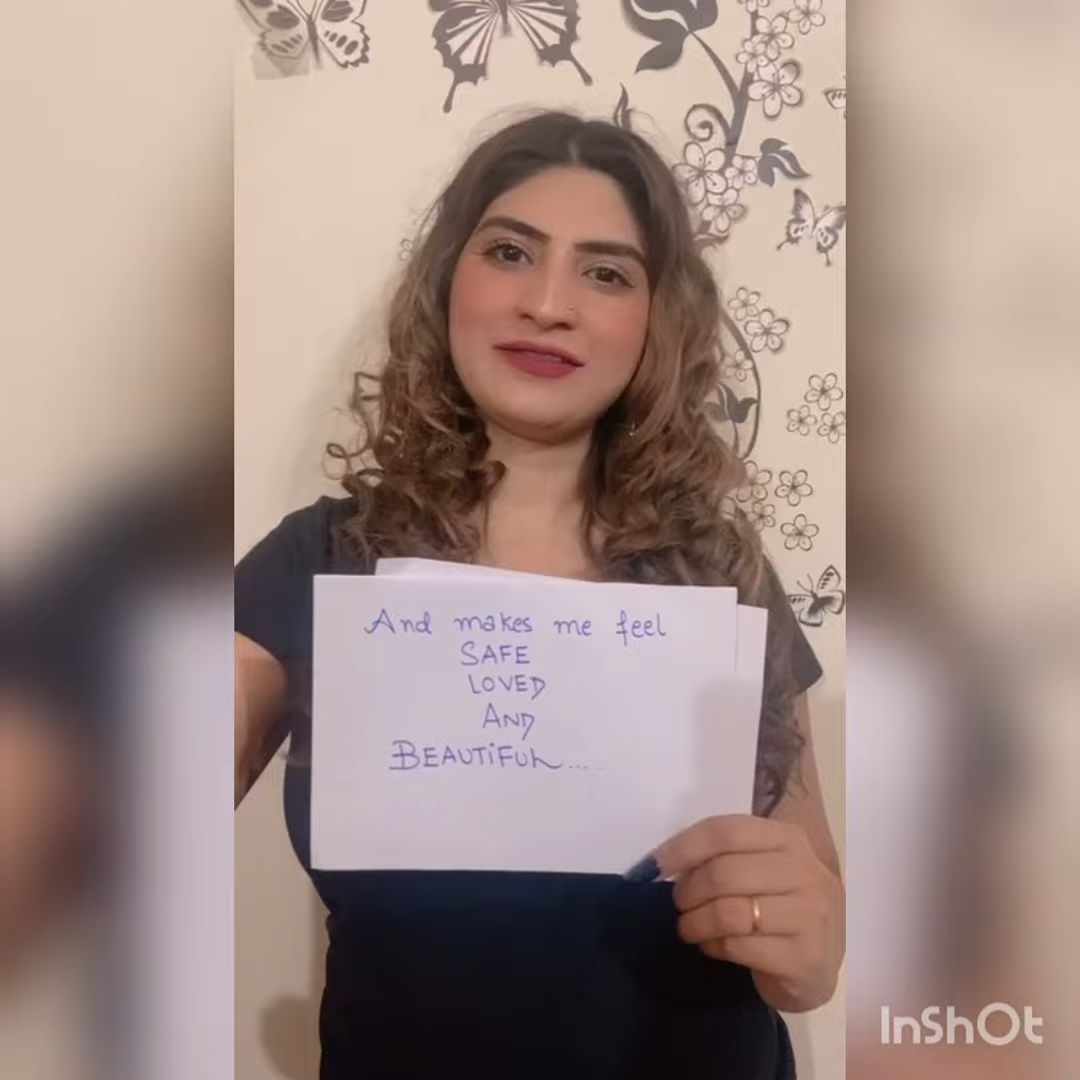 And makes me feel
SAFE
LOVED
AND
BEAUTiFUL....
InShOt